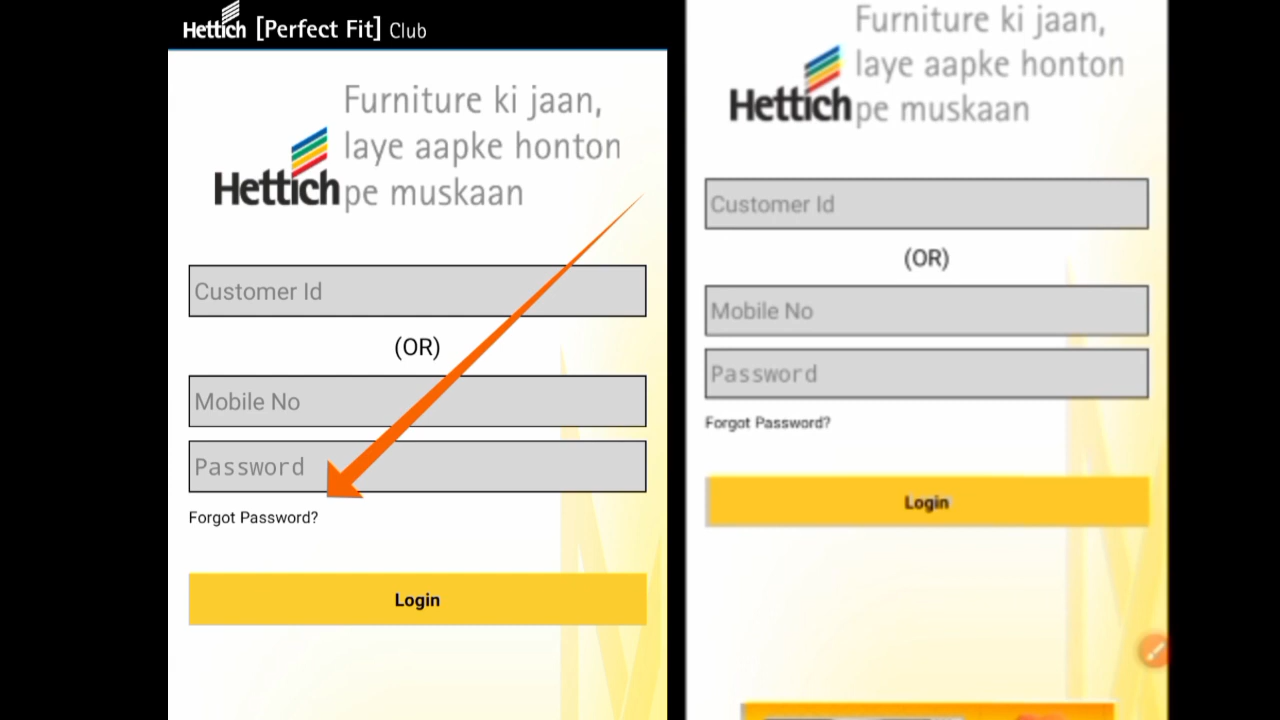 Hettich [Perfect Fit] Club
Furniture ki jaan,
laye aapke honton
Hettich pe muskaan
Customer Id
(OR)
Mobile No
Password
Forgot Password?
Login
Furniture ki jaan,
laye aapke honton
Hettich pe muskaan
Customer Id
(OR)
Mobile No
Password
Forgot Password?
Login